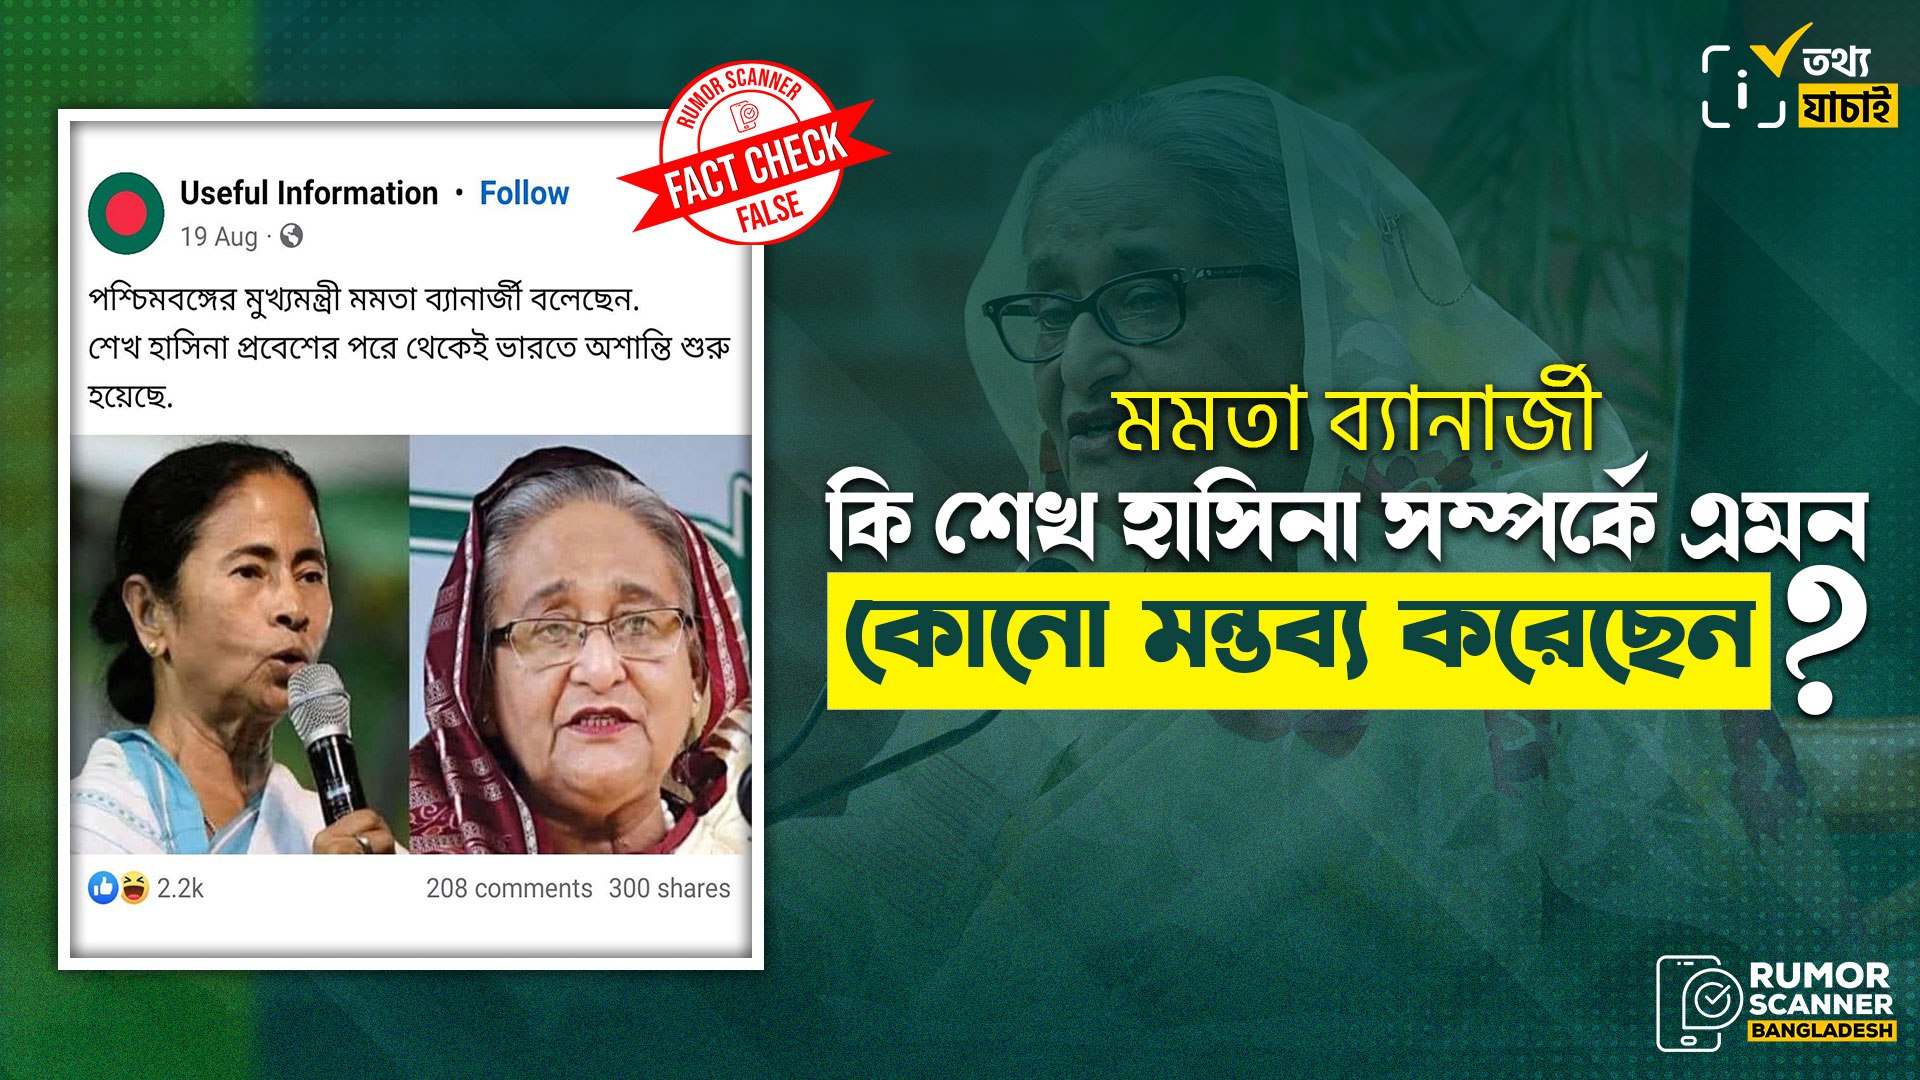 Useful Information • Follow
19 Aug ·
পশ্চিমবঙ্গের মুখ্যমন্ত্রী মমতা ব্যানার্জী বলেছেন.
শেখ হাসিনা প্রবেশের পরে থেকেই ভারতে অশান্তি শুরু
হয়েছে.
2.2k
208 comments 300 shares
RUMOR SCANNER
FACT CHECK
FALSE
i তথ্য
যাচাই
মমতা ব্যানার্জী
কি শেখ হাসিনা সম্পর্কে এমন
কোনো মন্তব্য করেছেন?
RUMOR
SCANNER
BANGLADESH